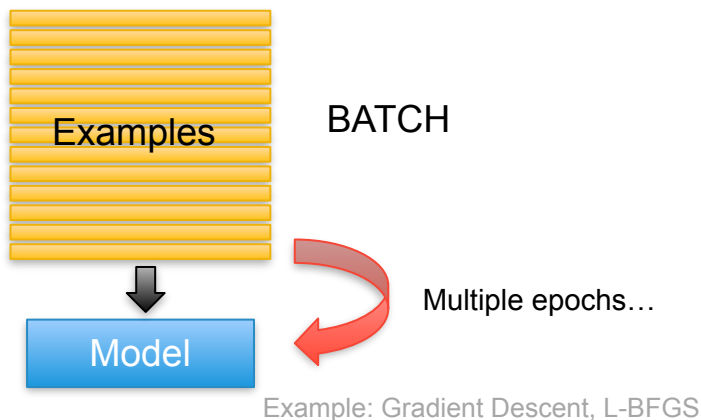 Examples
BATCH
Multiple epochs…
Model
Example: Gradient Descent, L-BFGS